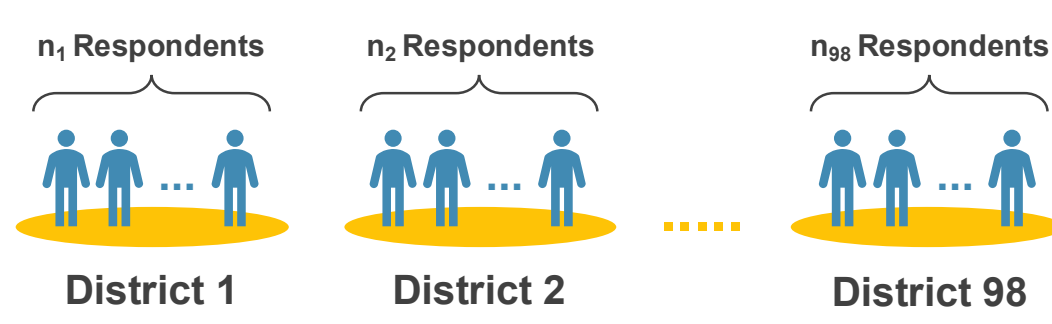 n₁ Respondents n₂ Respondents n₉₈ Respondents
... ... ...
......
District 1 District 2 District 98